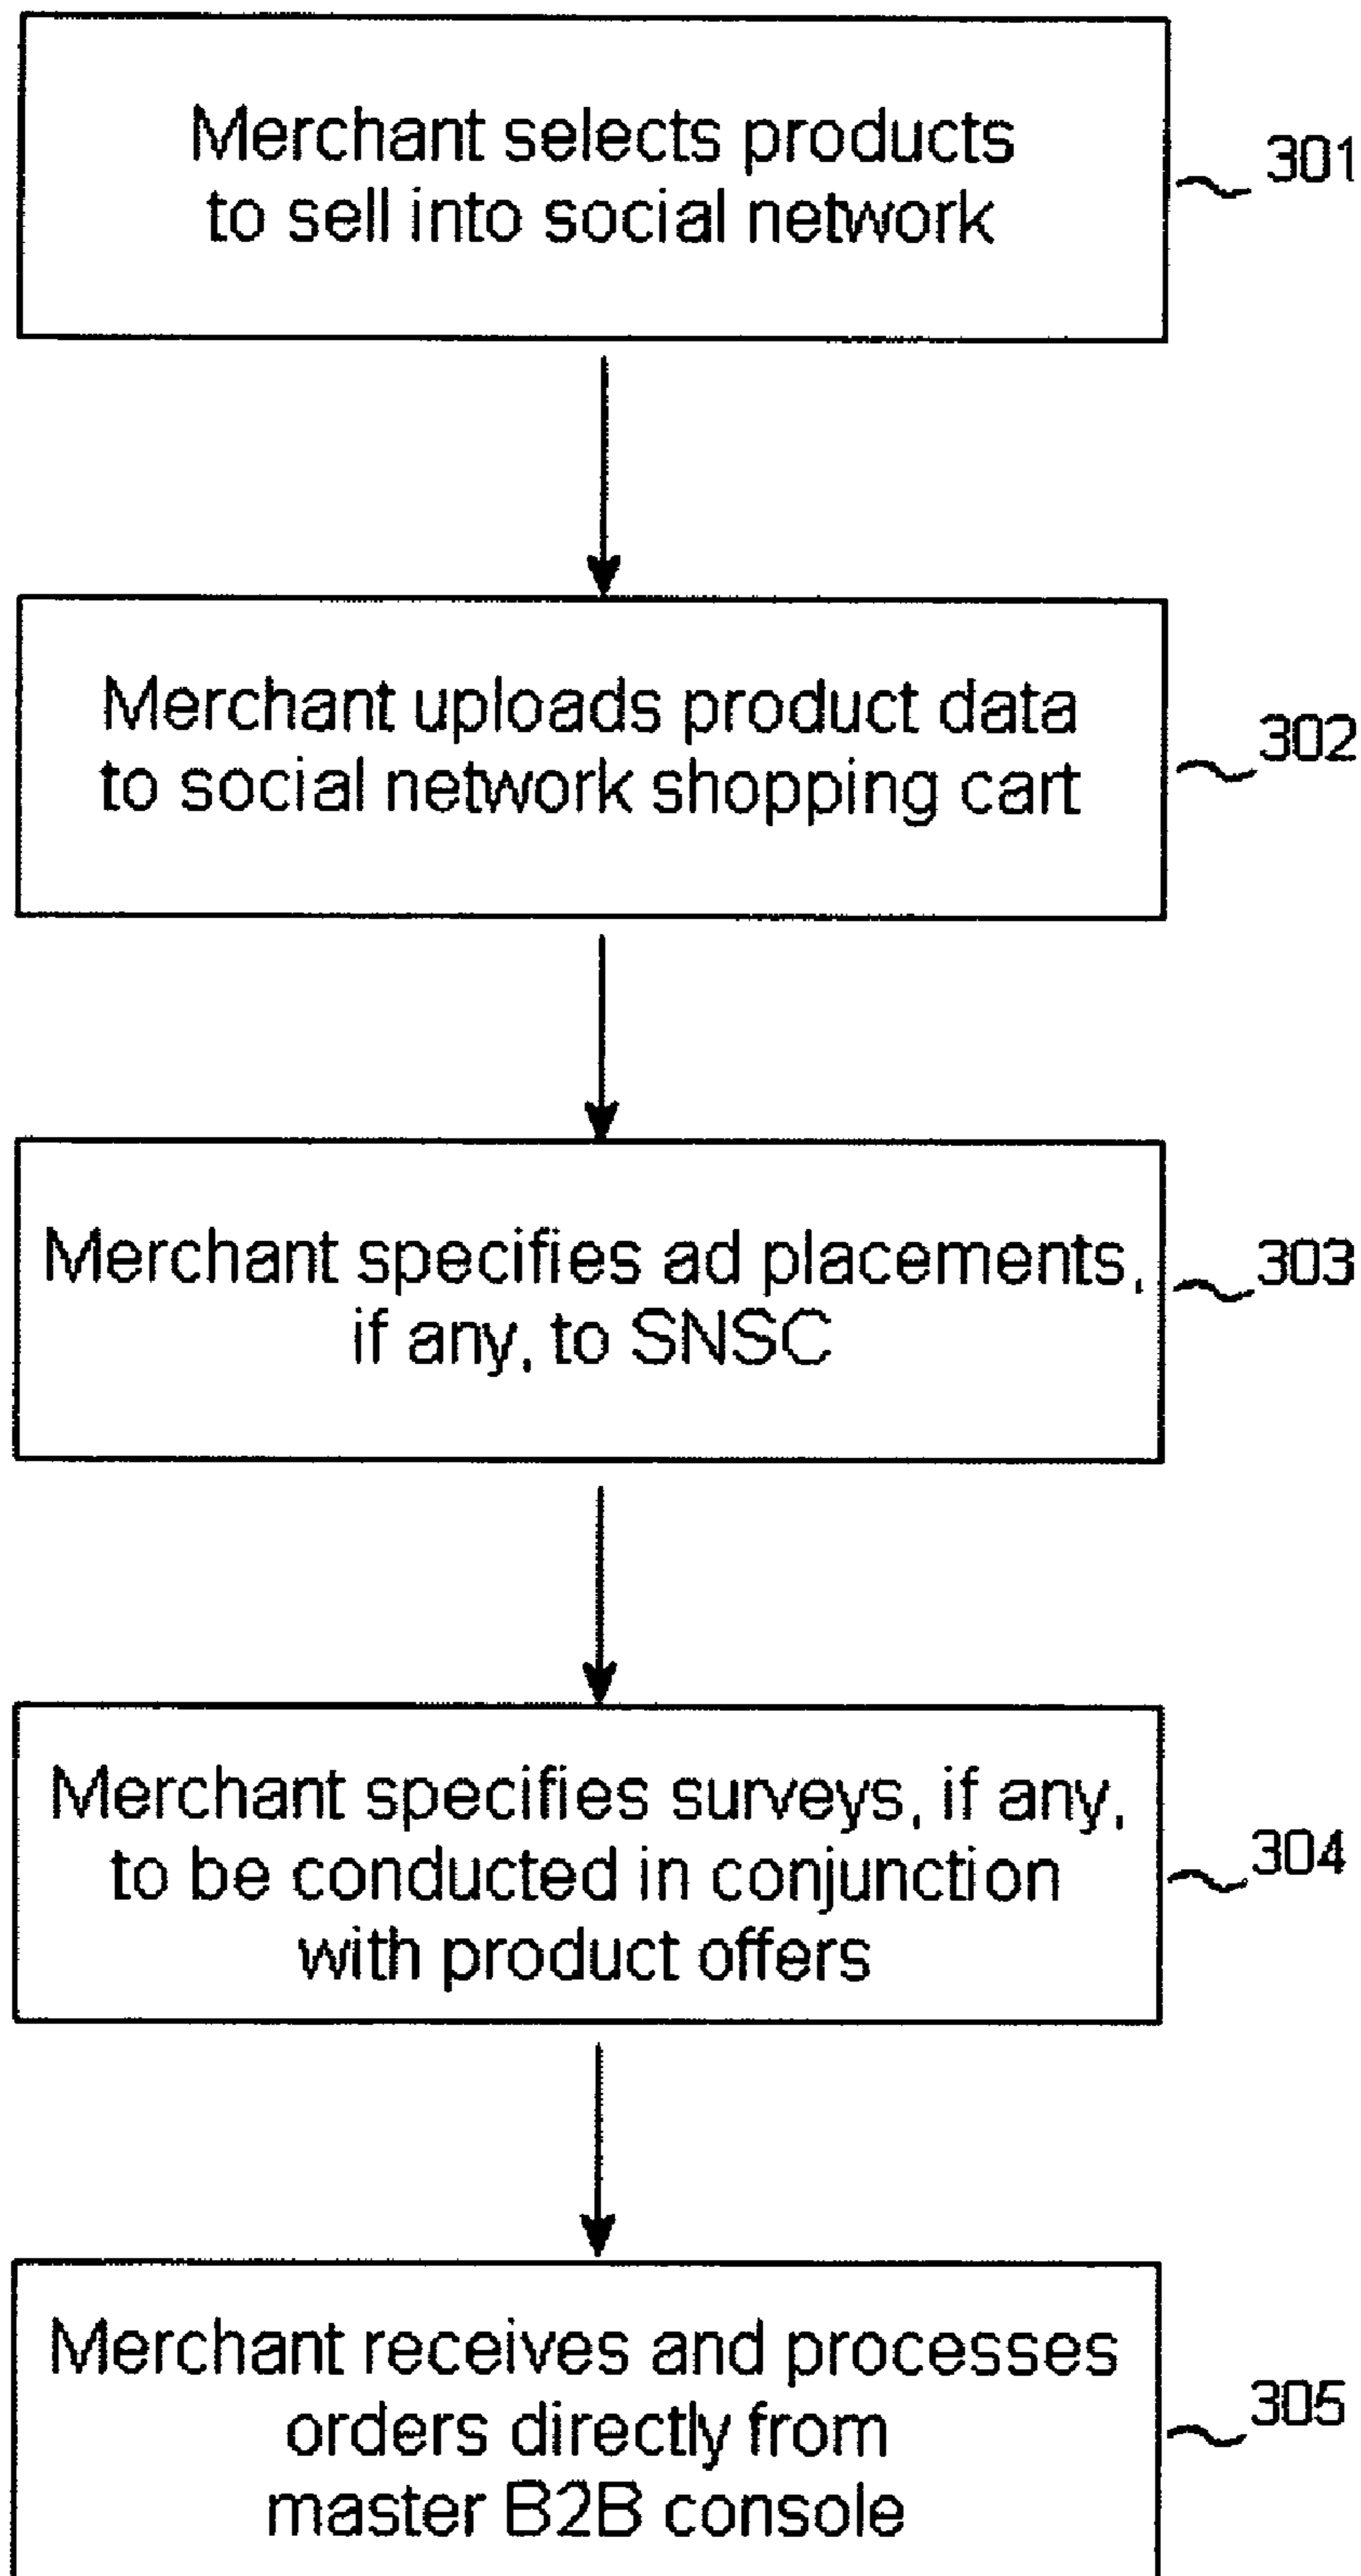 Merchant selects products
to sell into social network
301
Merchant uploads product data
to social network shopping cart
302
Merchant specifies ad placements,
if any, to SNSC
303
Merchant specifies surveys, if any,
to be conducted in conjunction
with product offers
304
Merchant receives and processes
orders directly from
master B2B console
305